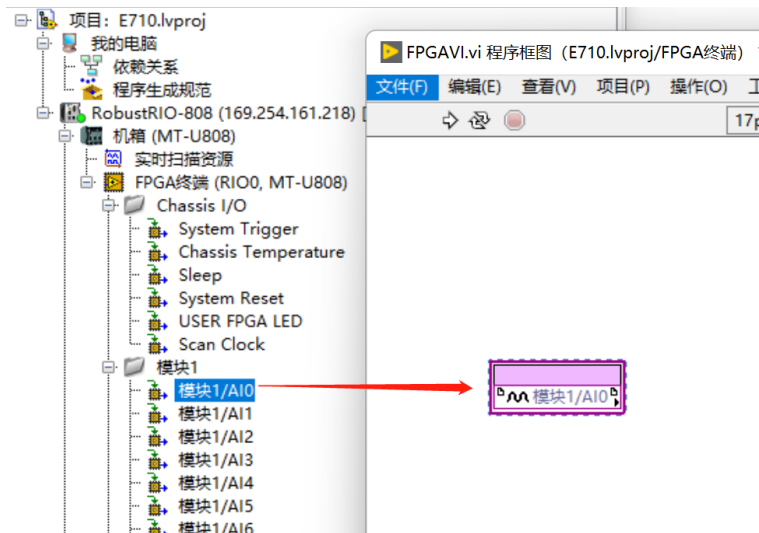 项目：E710.lvproj
我的电脑
依赖关系
程序生成规范
RobustRIO-808 (169.254.161.218) [
机箱 (MT-U808)
实时扫描资源
FPGA终端 (RIO0, MT-U808)
Chassis I/O
System Trigger
Chassis Temperature
Sleep
System Reset
USER FPGA LED
Scan Clock
模块1
模块1/AI0
模块1/AI1
模块1/AI2
模块1/AI3
模块1/AI4
模块1/AI5
模块1/AI6
FPGAVI.vi 程序框图（E710.lvproj/FPGA终端）
文件(F) 编辑(E) 查看(V) 项目(P) 操作(O)
模块1/AI0